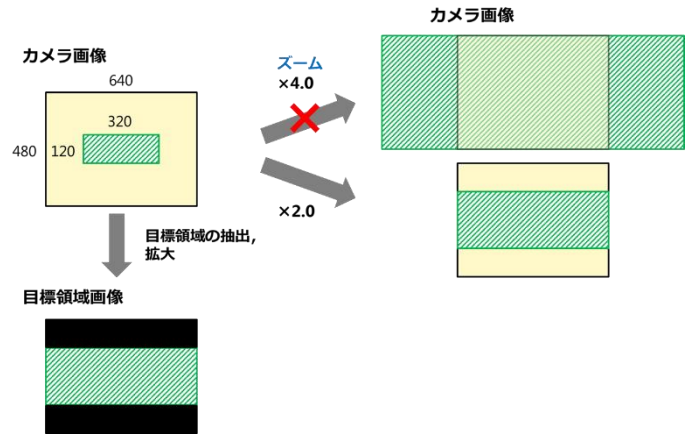 カメラ画像
640
320
480
120
目標領域の抽出,
拡大
目標領域画像
ズーム
×4.0
×2.0
カメラ画像